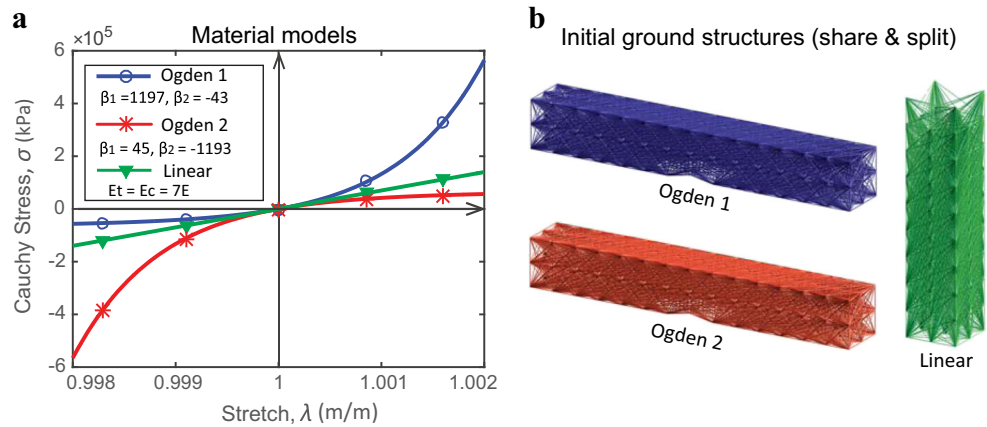 a
Material models
×10⁵
6
4
2
0
-2
-4
-6
0.998
0.999
1
1.001
1.002
Cauchy Stress, σ (kPa)
Stretch, λ (m/m)
Ogden 1
β₁ =1197, β₂ = -43
Ogden 2
β₁ = 45, β₂ = -1193
Linear
Et = Ec = 7E
b
Initial ground structures (share & split)
Ogden 1
Ogden 2
Linear